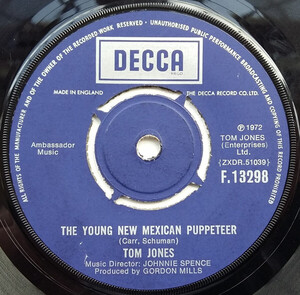 ALL RIGHTS OF THE MANUFACTURER AND OF THE OWNER OF THE RECORDED WORK RESERVED • UNAUTHORISED PUBLIC PERFORMANCE BROADCASTING AND COPYING OF THIS RECORD PROHIBITED
DECCA
MADE IN ENGLAND
THE DECCA RECORD CO. LTD.
Ambassador
Music
℗ 1972
TOM JONES
(Enterprises)
Ltd.
(ZXDR.51039)
F.13298
THE YOUNG NEW MEXICAN PUPPETEER
(Carr, Schuman)
TOM JONES
Music Director: JOHNNIE SPENCE
Produced by GORDON MILLS